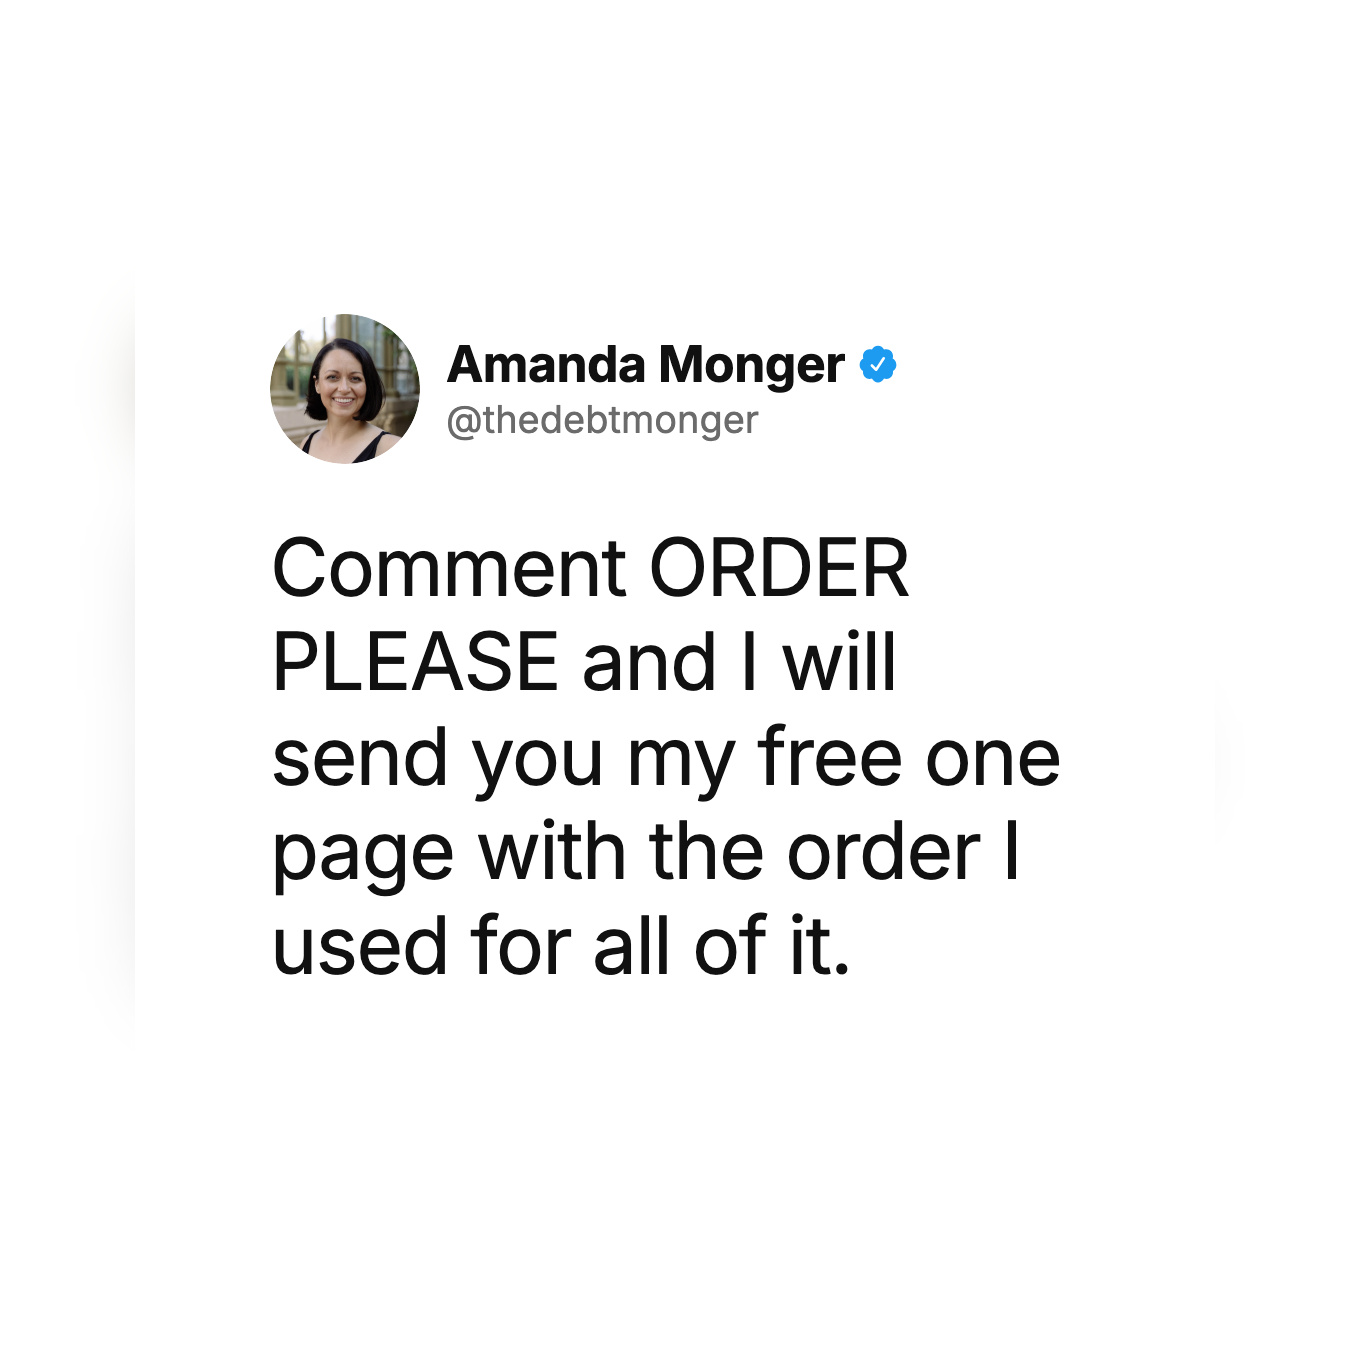 Amanda Monger
@thedebtmonger
Comment ORDER
PLEASE and I will
send you my free one
page with the order I
used for all of it.